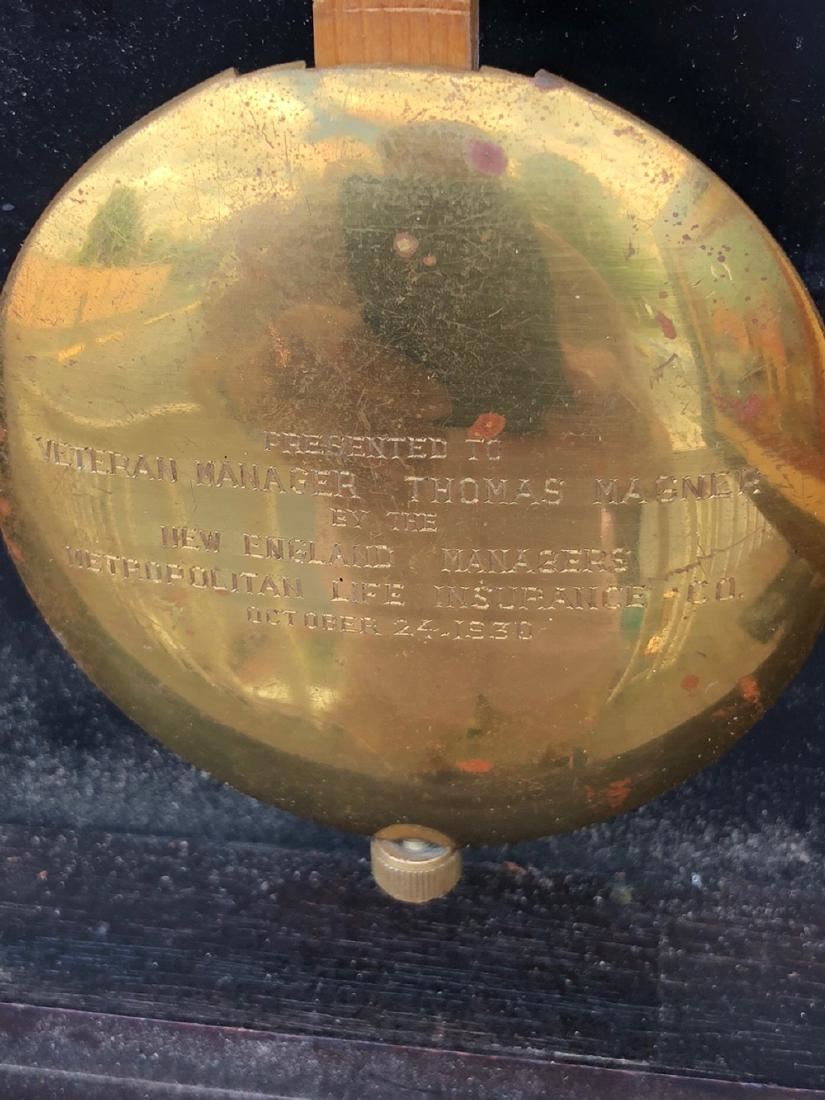 PRESENTED TO
VETERAN MANAGER THOMAS MAGNER
BY THE
NEW ENGLAND MANAGERS
METROPOLITAN LIFE INSURANCE CO.
OCTOBER 24-1930